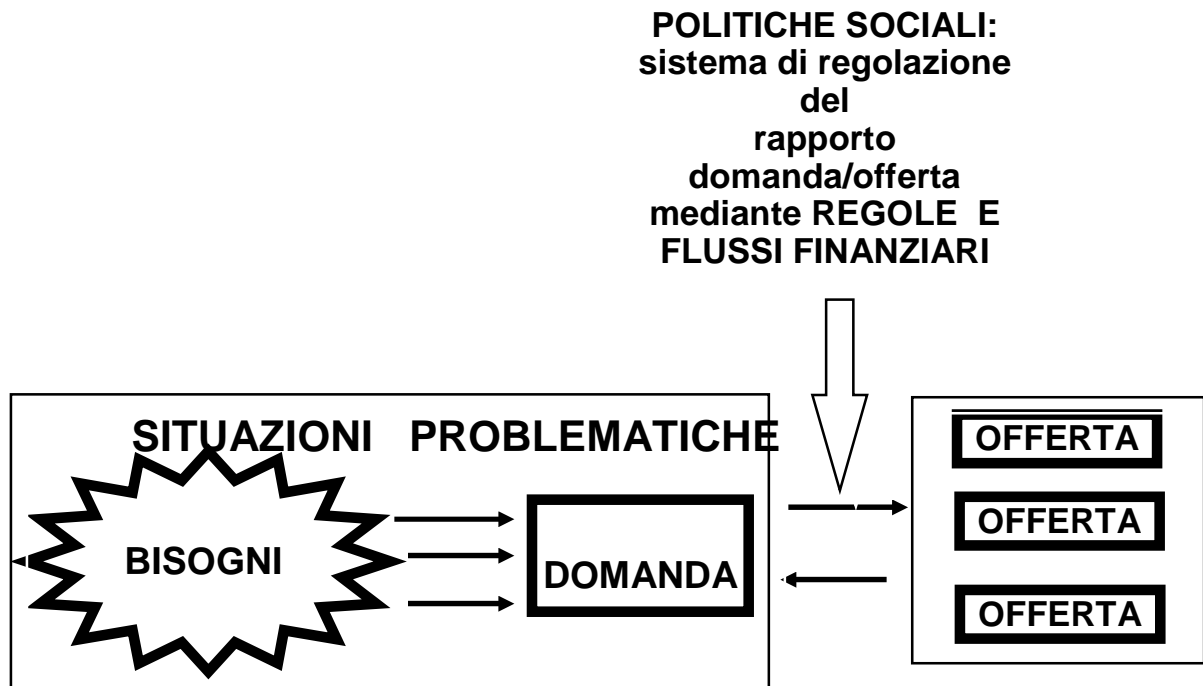 POLITICHE SOCIALI:
sistema di regolazione
del
rapporto
domanda/offerta
mediante REGOLE E
FLUSSI FINANZIARI
SITUAZIONI PROBLEMATICHE
BISOGNI
DOMANDA
OFFERTA
OFFERTA
OFFERTA